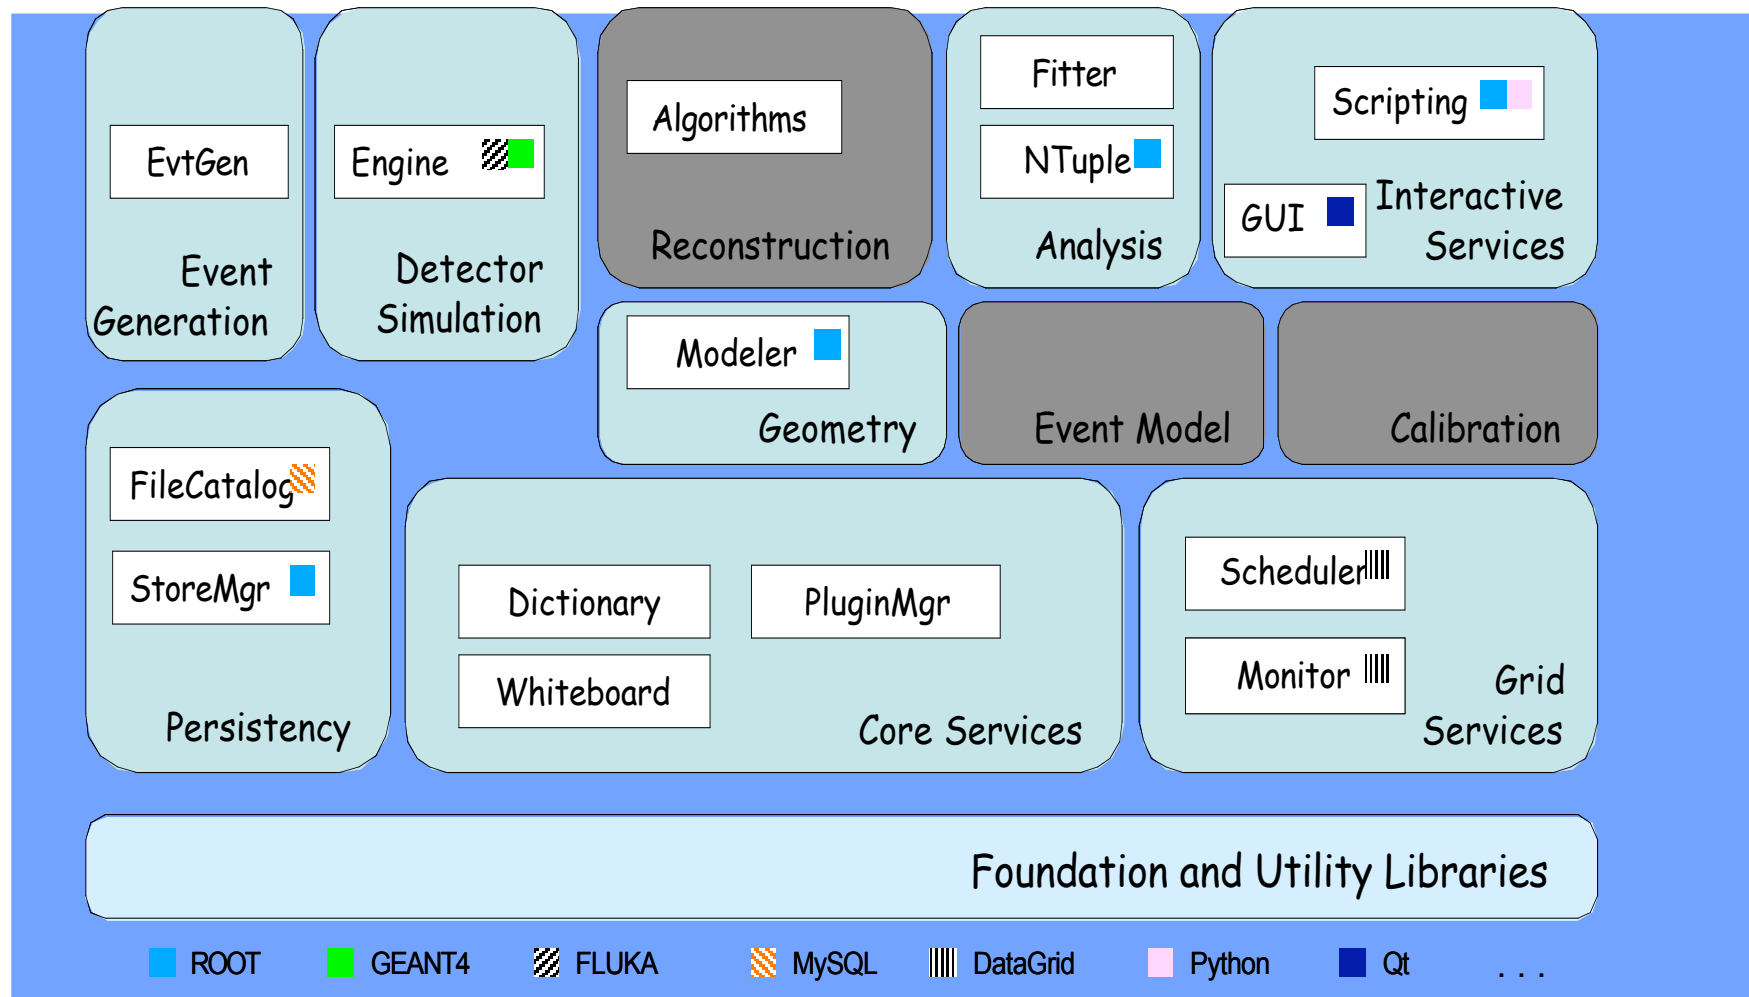 EvtGen
Event
Generation
Engine
Detector
Simulation
Algorithms
Reconstruction
Fitter
NTuple
Analysis
Scripting
GUI
Interactive
Services
Modeler
Geometry
Event Model
Calibration
FileCatalog
StoreMgr
Persistency
Dictionary
PluginMgr
Whiteboard
Core Services
Scheduler
Monitor
Grid
Services
Foundation and Utility Libraries
ROOT GEANT4 FLUKA MySQL DataGrid Python Qt . . .